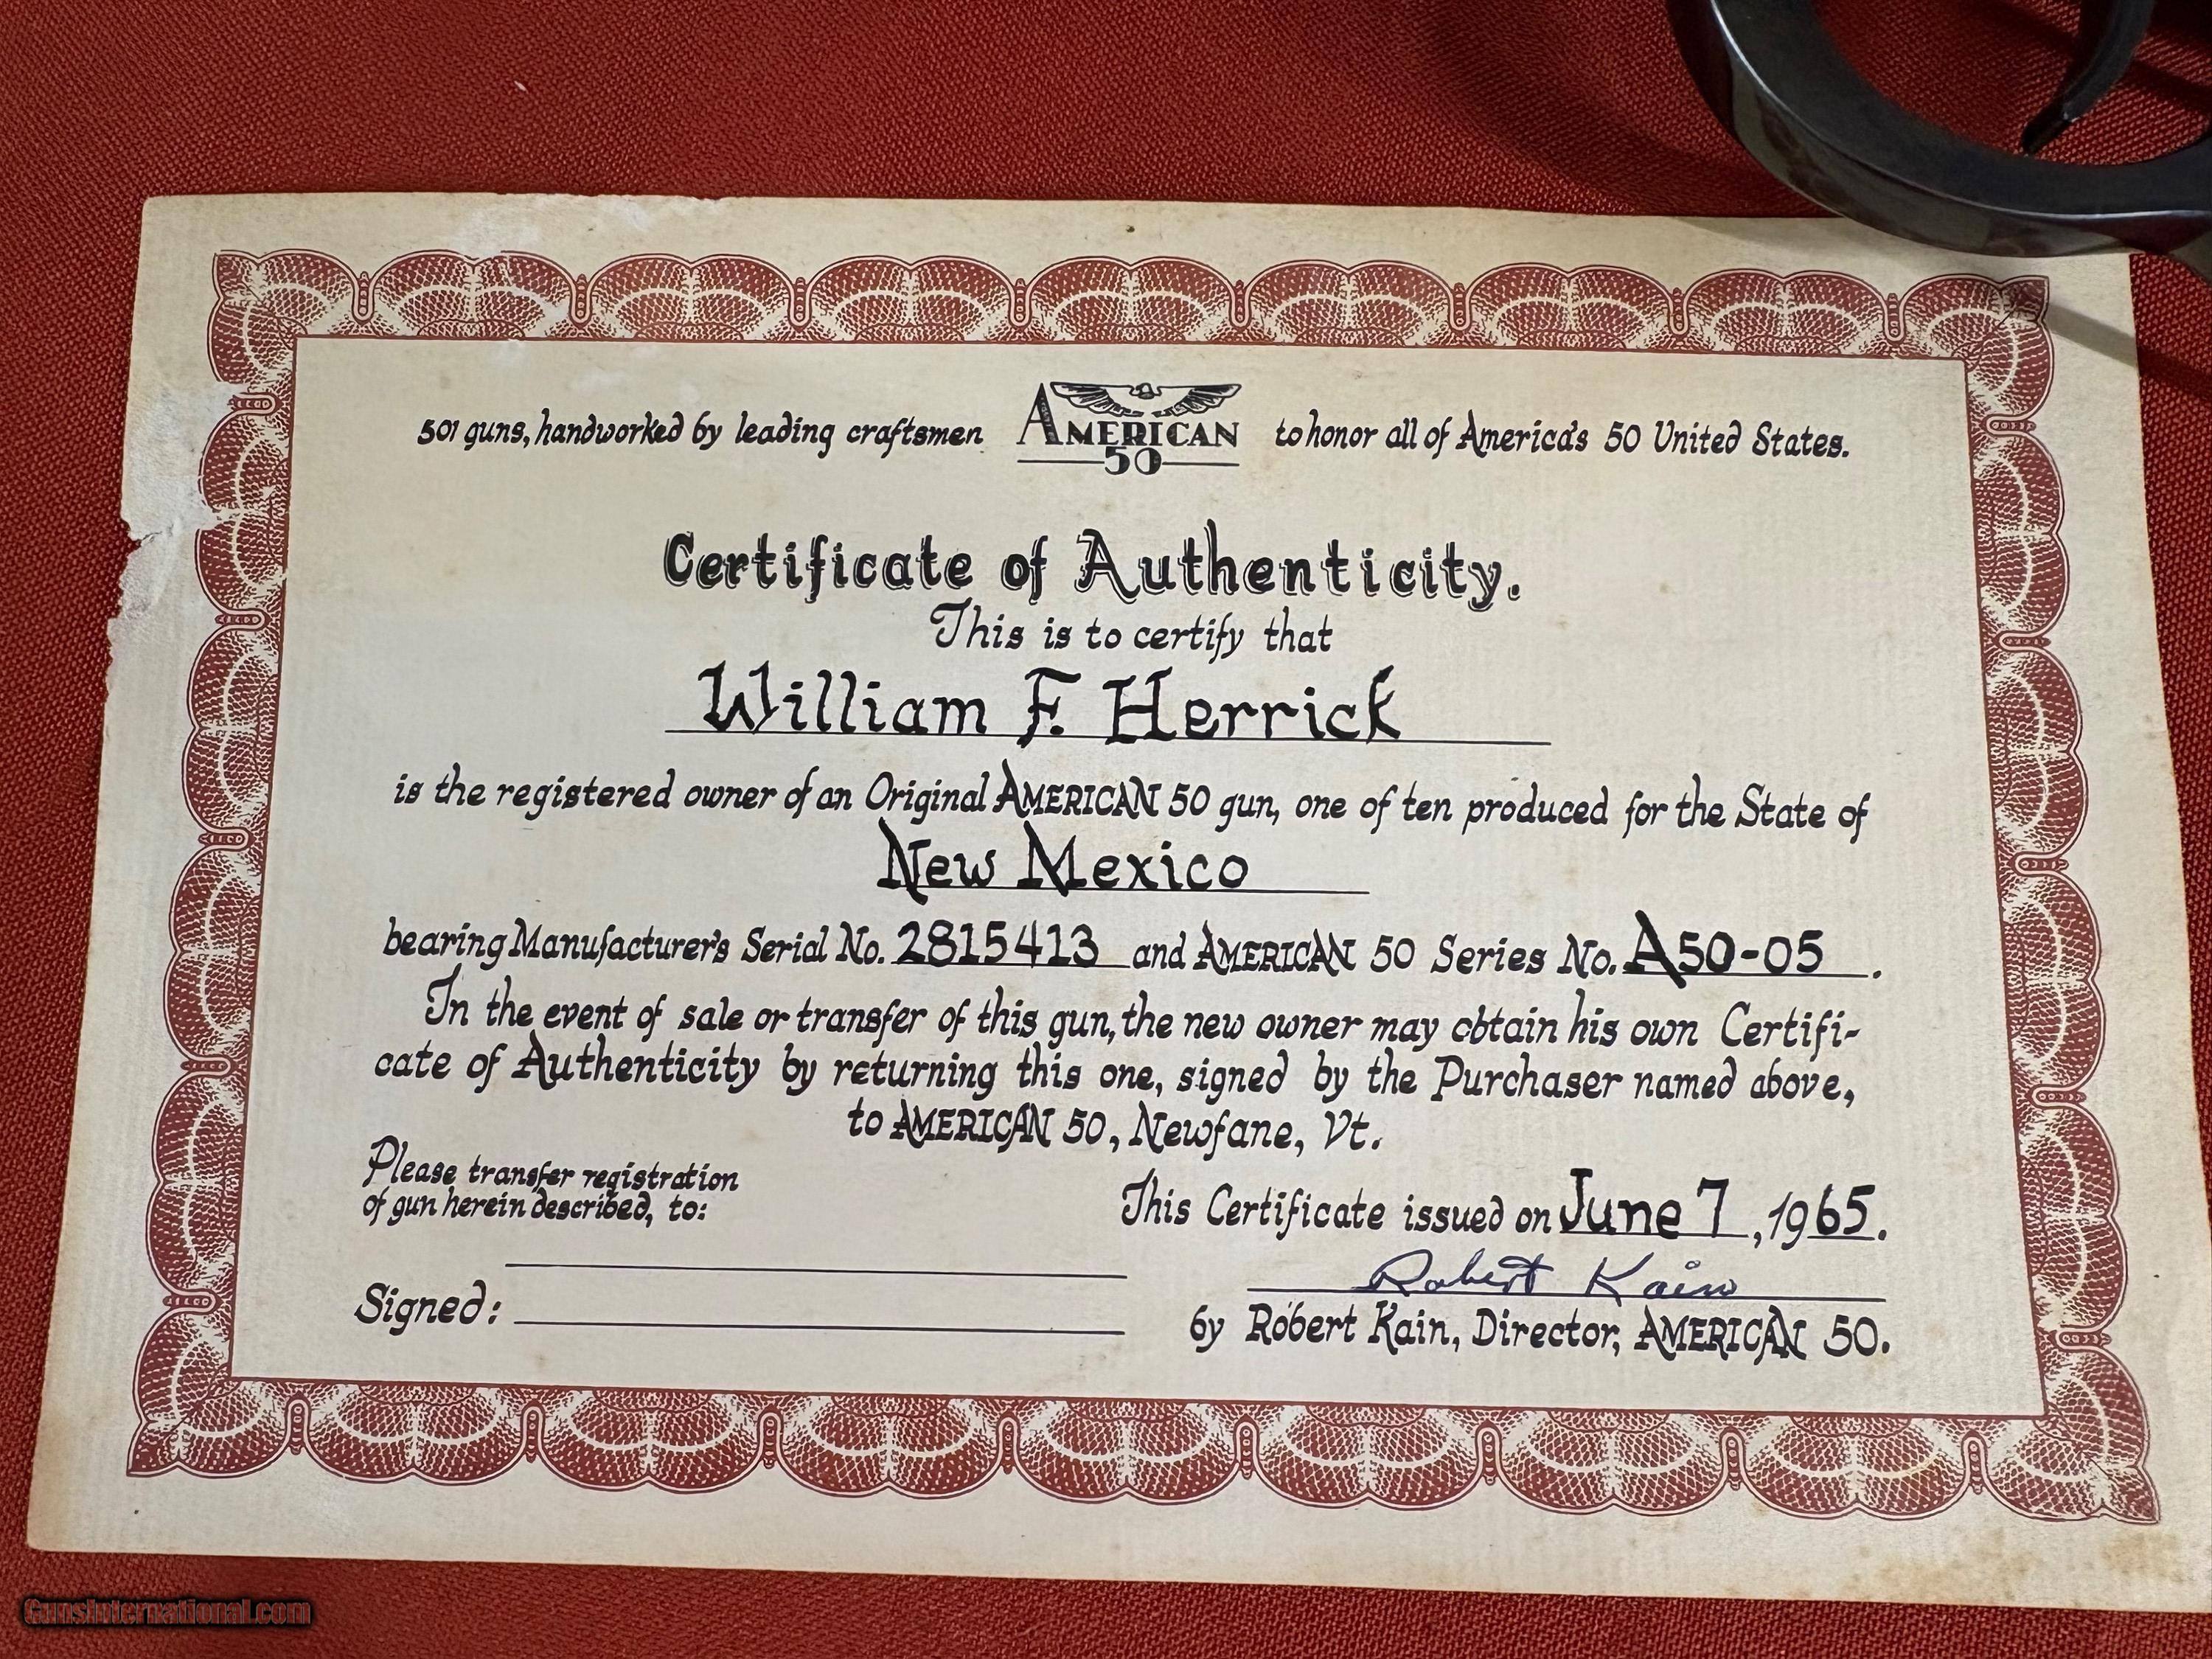 501 guns, handworked by leading craftsmen AMERICAN 50 to honor all of America's 50 United States.
Certificate of Authenticity.
This is to certify that
William F. Herrick
is the registered owner of an Original AMERICAN 50 gun, one of ten produced for the State of
New Mexico
bearing Manufacturer's Serial No. 2815413 and AMERICAN 50 Series No. A50-05.
In the event of sale or transfer of this gun, the new owner may obtain his own Certifi-
cate of Authenticity by returning this one, signed by the Purchaser named above,
to AMERICAN 50, Newfane, Vt.
Please transfer registration
of gun herein described, to:
Signed:
This Certificate issued on June 7, 1965.
Robert Kain
by Robert Kain, Director, AMERICAN 50.
GunsInternational.com